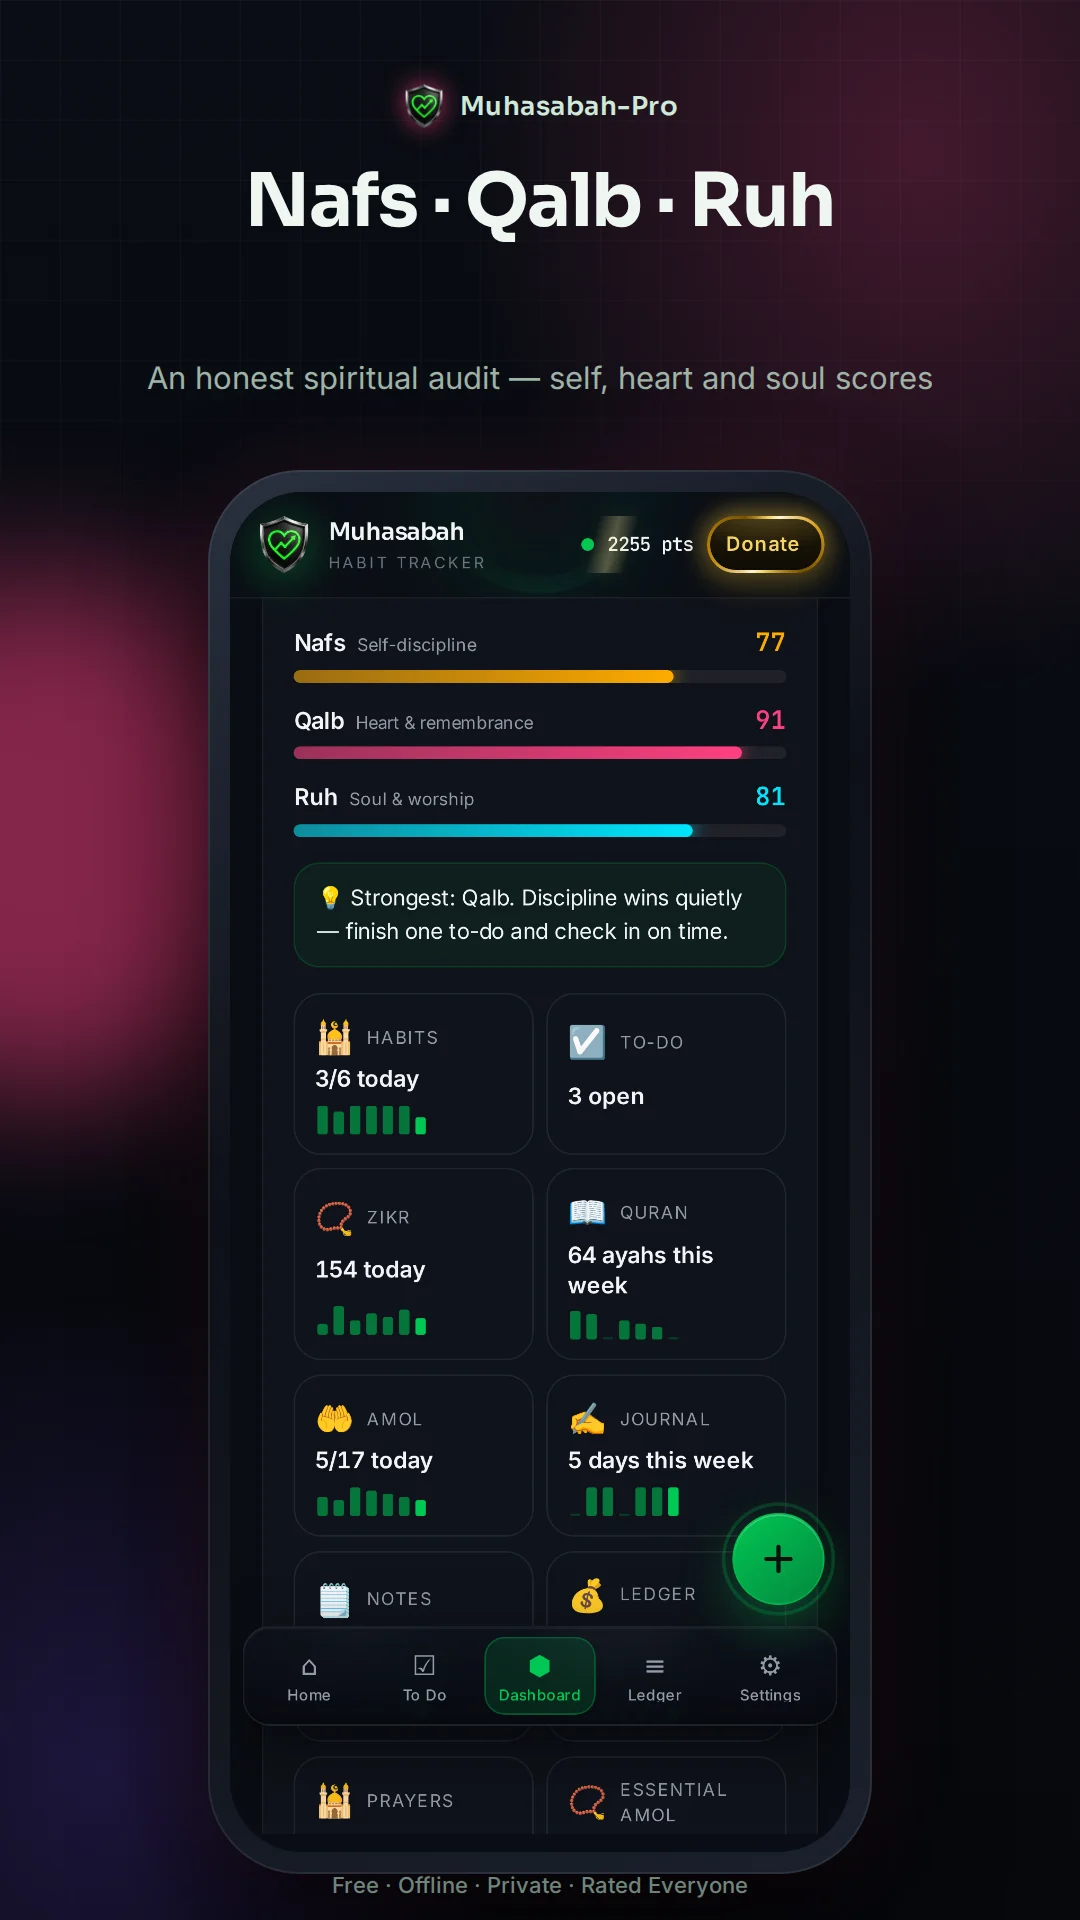 Muhasabah-Pro
Nafs · Qalb · Ruh
An honest spiritual audit — self, heart and soul scores
Muhasabah
HABIT TRACKER
2255 pts
Donate
Nafs Self-discipline 77
Qalb Heart & remembrance 91
Ruh Soul & worship 81
💡 Strongest: Qalb. Discipline wins quietly
— finish one to-do and check in on time.
HABITS
3/6 today
TO-DO
3 open
ZIKR
154 today
QURAN
64 ayahs this
week
AMOL
5/17 today
JOURNAL
5 days this week
NOTES
LEDGER
Home
To Do
Dashboard
Ledger
Settings
PRAYERS
ESSENTIAL
AMOL
Free · Offline · Private · Rated Everyone